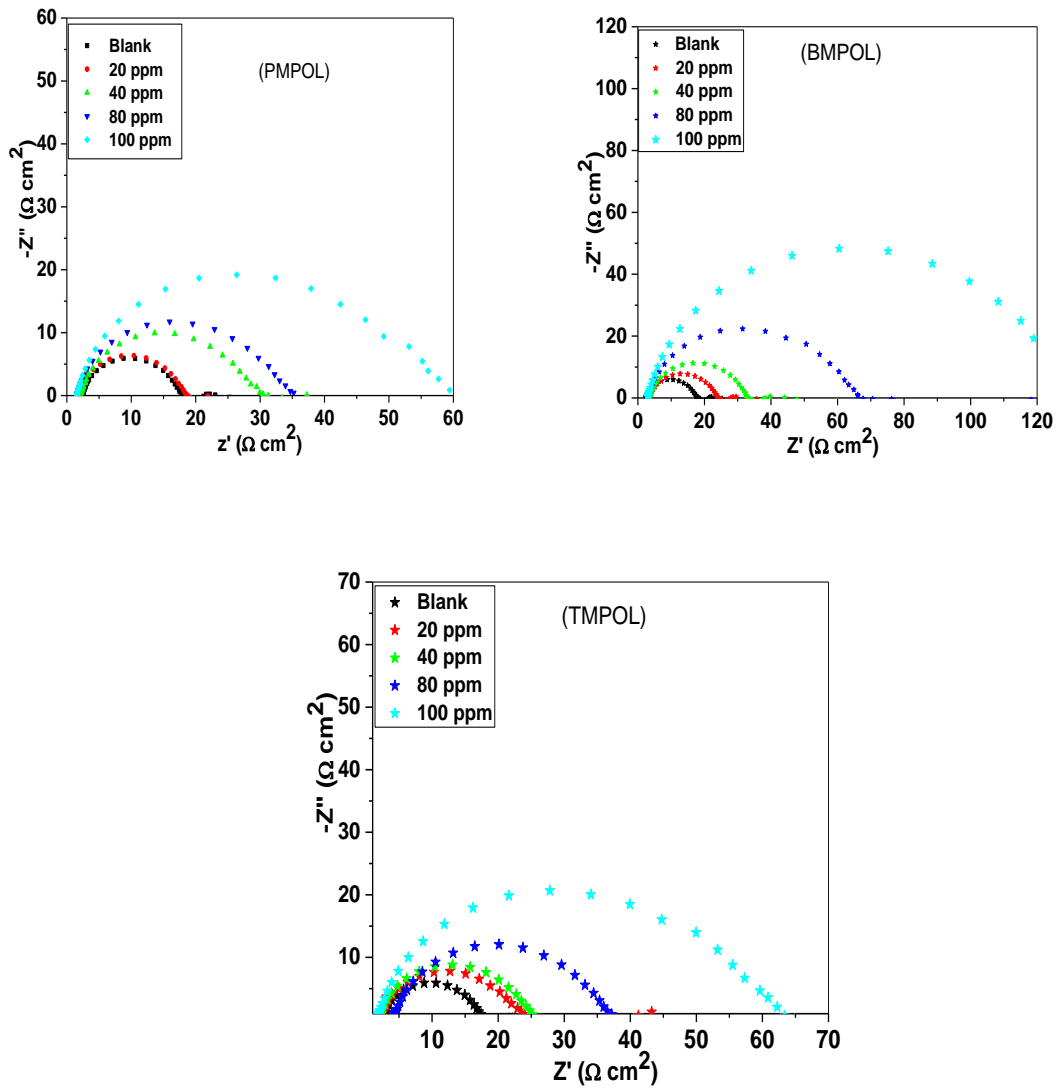 60
50
40
30
20
10
0
-Z'' (Ω cm²)
Blank
20 ppm
40 ppm
80 ppm
100 ppm
(PMPOL)
0 10 20 30 40 50 60
z' (Ω cm²)
120
100
80
60
40
20
0
-Z'' (Ω cm²)
Blank
20 ppm
40 ppm
80 ppm
100 ppm
(BMPOL)
0 20 40 60 80 100 120
Z' (Ω cm²)
70
60
50
40
30
20
10
-Z'' (Ω cm²)
Blank
20 ppm
40 ppm
80 ppm
100 ppm
(TMPOL)
10 20 30 40 50 60 70
Z' (Ω cm²)